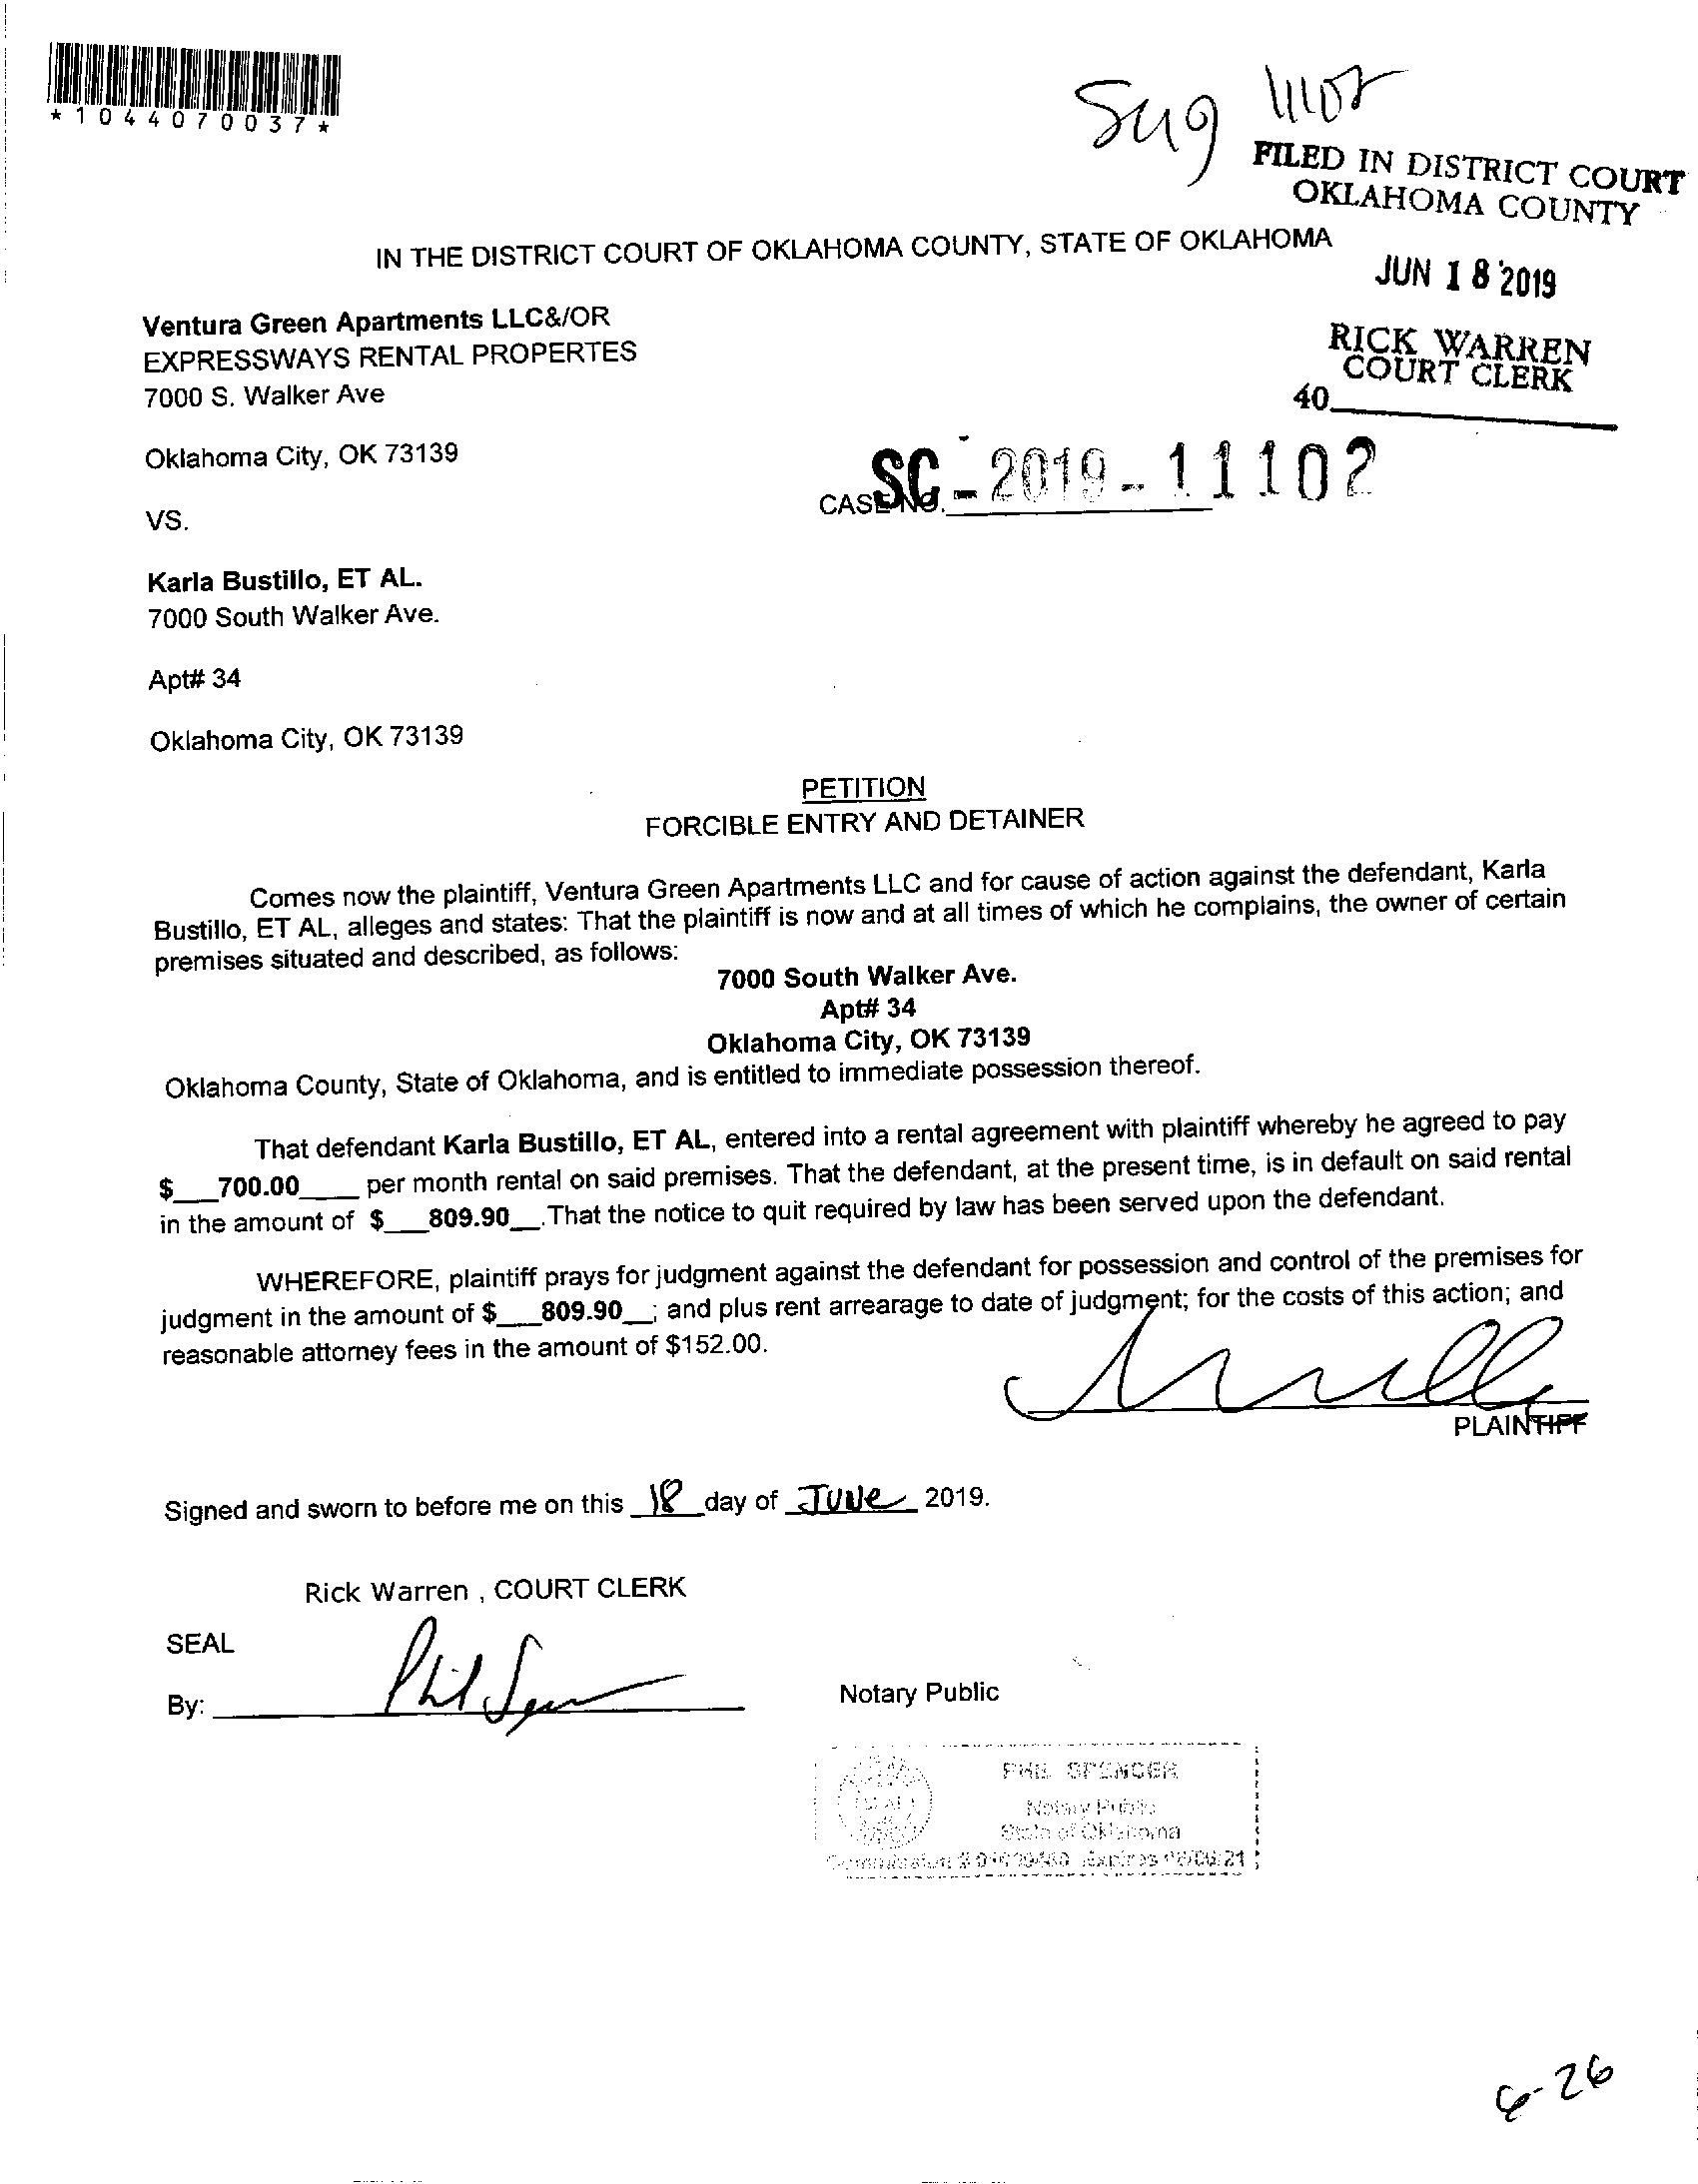 *1044070037*
FILED IN DISTRICT COURT
OKLAHOMA COUNTY
IN THE DISTRICT COURT OF OKLAHOMA COUNTY, STATE OF OKLAHOMA
JUN 18 2019
Ventura Green Apartments LLC&/OR
EXPRESSWAYS RENTAL PROPERTES
7000 S. Walker Ave
RICK WARREN
COURT CLERK
40
Oklahoma City, OK 73139
CASE NO. SC-2019-11102
VS.
Karla Bustillo, ET AL.
7000 South Walker Ave.
Apt# 34
Oklahoma City, OK 73139
PETITION
FORCIBLE ENTRY AND DETAINER
Comes now the plaintiff, Ventura Green Apartments LLC and for cause of action against the defendant, Karla
Bustillo, ET AL, alleges and states: That the plaintiff is now and at all times of which he complains, the owner of certain
premises situated and described, as follows:
7000 South Walker Ave.
Apt# 34
Oklahoma City, OK 73139
Oklahoma County, State of Oklahoma, and is entitled to immediate possession thereof.
That defendant Karla Bustillo, ET AL, entered into a rental agreement with plaintiff whereby he agreed to pay
$___700.00____ per month rental on said premises. That the defendant, at the present time, is in default on said rental
in the amount of $___809.90__.That the notice to quit required by law has been served upon the defendant.
WHEREFORE, plaintiff prays for judgment against the defendant for possession and control of the premises for
judgment in the amount of $___809.90__; and plus rent arrearage to date of judgment; for the costs of this action; and
reasonable attorney fees in the amount of $152.00.
PLAINTIFF
Signed and sworn to before me on this 18 day of June 2019.
Rick Warren , COURT CLERK
SEAL
By:
Notary Public
PHIL SPENCER
Notary Public
State of Oklahoma
6-26